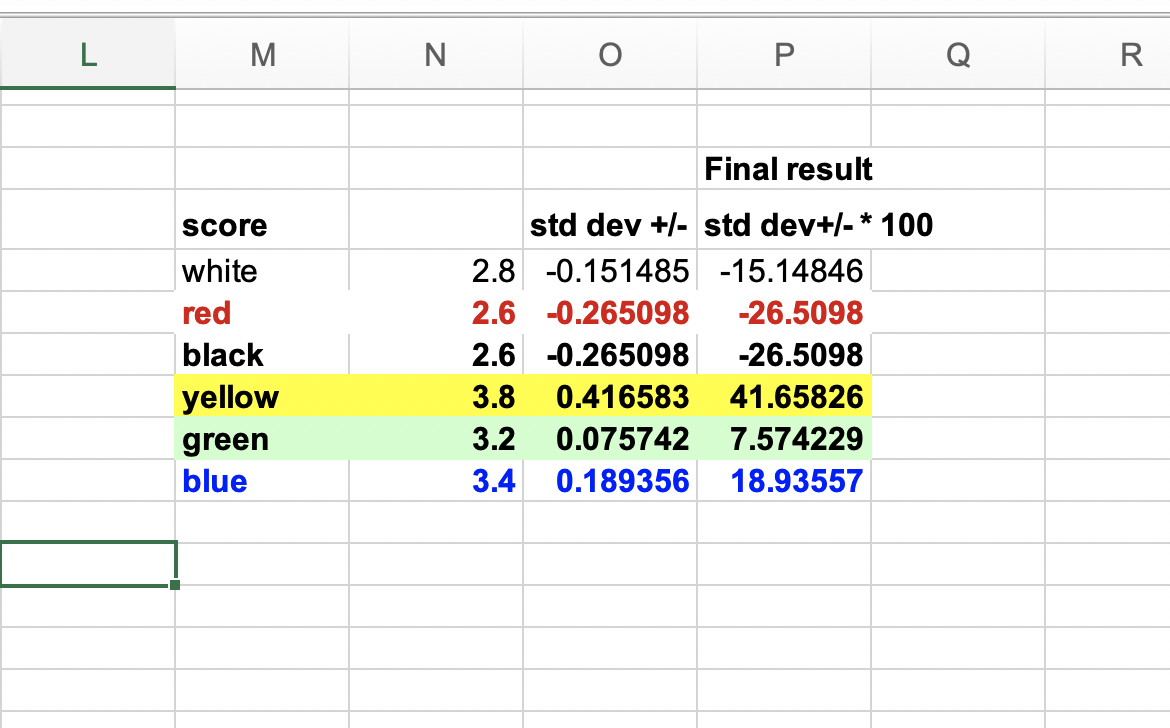 L M N O P Q R
Final result
score std dev +/- std dev+/- * 100
white 2.8 -0.151485 -15.14846
red 2.6 -0.265098 -26.5098
black 2.6 -0.265098 -26.5098
yellow 3.8 0.416583 41.65826
green 3.2 0.075742 7.574229
blue 3.4 0.189356 18.93557